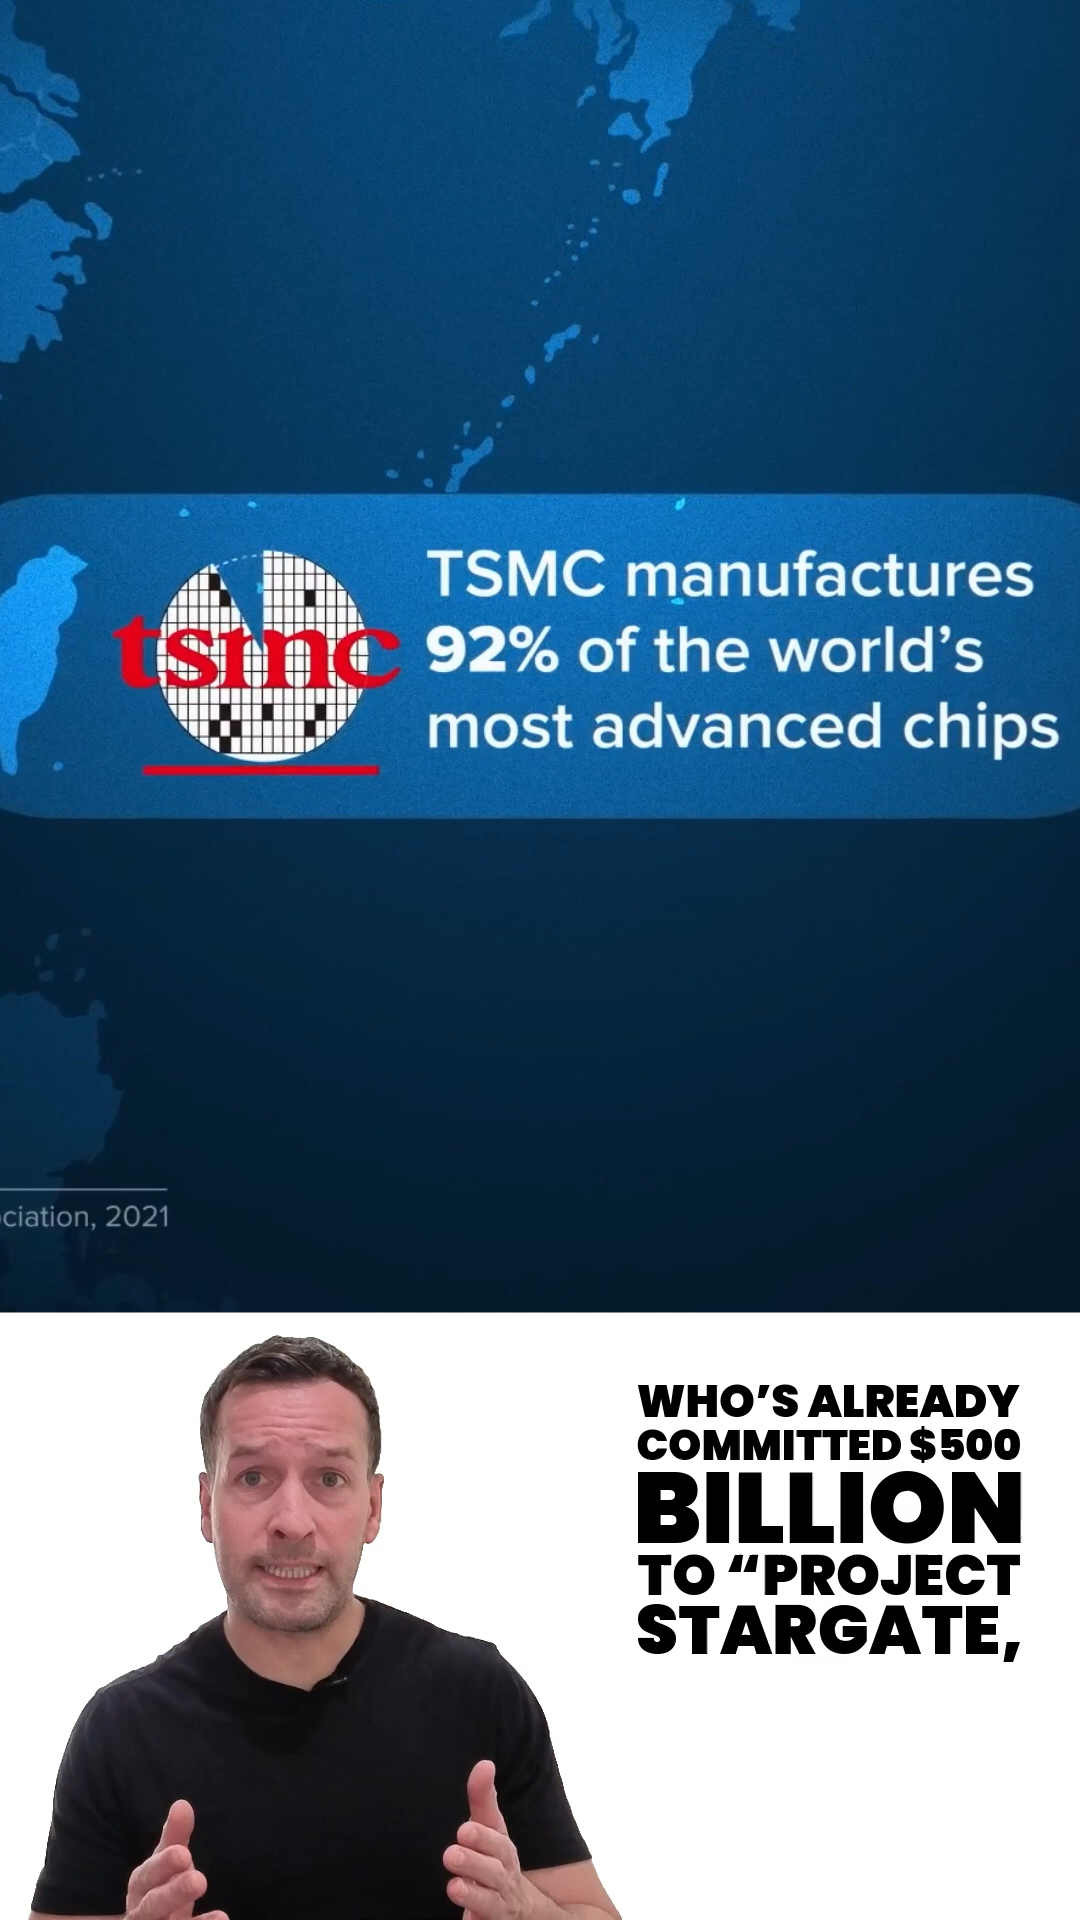 tsmc
TSMC manufactures
92% of the world’s
most advanced chips
ciation, 2021
WHO’S ALREADY
COMMITTED $500
BILLION
TO “PROJECT
STARGATE,